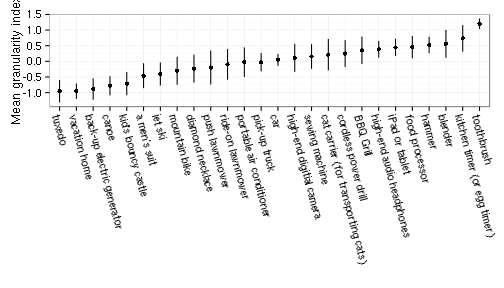 Mean granularity index
1.5
1.0
0.5
0.0
-0.5
-1.0
tuxedo
vacation home
back-up electric generator
canoe
kid's bouncy castle
a men's suit
jet ski
mountain bike
diamond necklace
push lawnmower
ride-on lawnmower
portable air conditioner
pick-up truck
car
high-end digital camera
sewing machine
cat carrier (for transporting cats)
cordless power drill
BBQ Grill
high-end audio headphones
iPad or tablet
food processor
hammer
blender
kitchen timer (or egg timer)
toothbrush